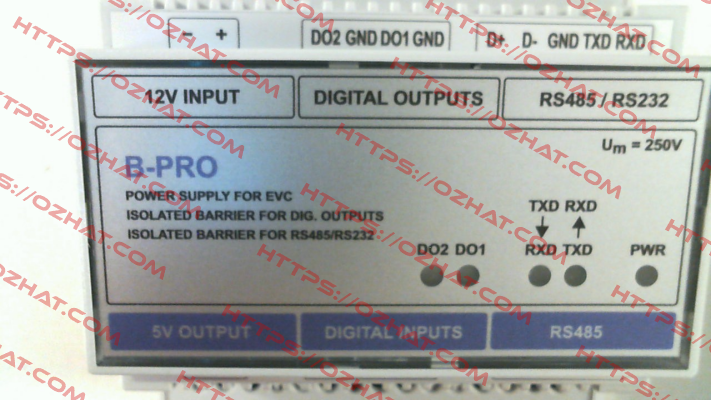 - +
DO2 GND DO1 GND
D+ D- GND TXD RXD
12V INPUT
DIGITAL OUTPUTS
RS485 / RS232
Um = 250V
B-PRO
POWER SUPPLY FOR EVC
ISOLATED BARRIER FOR DIG. OUTPUTS
ISOLATED BARRIER FOR RS485/RS232
TXD RXD
DO2 DO1
RXD TXD
PWR
5V OUTPUT
DIGITAL INPUTS
RS485
HTTPS://OZHAT.COM